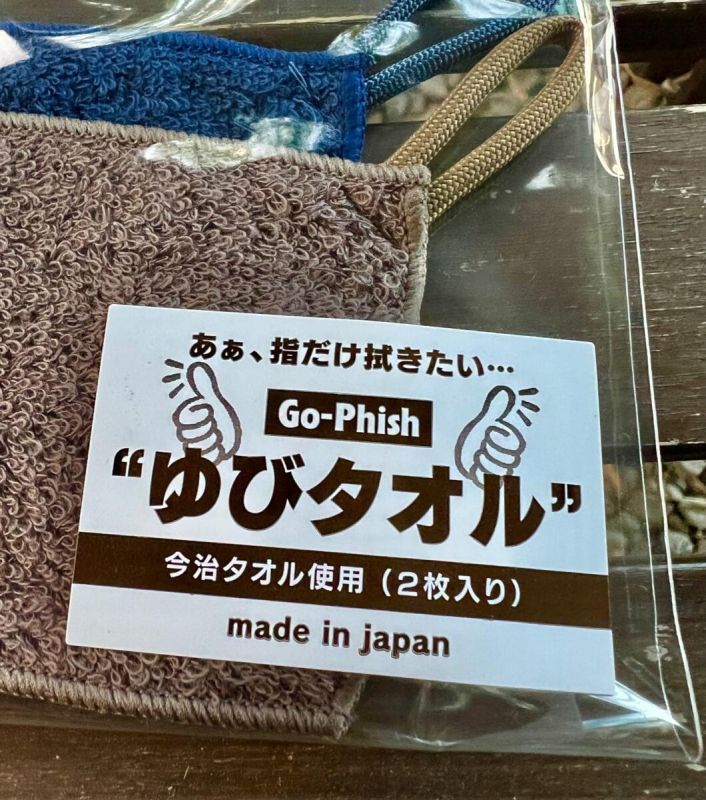 あぁ、指だけ拭きたい…
Go-Phish
“ゆびタオル”
今治タオル使用（2枚入り）
made in japan